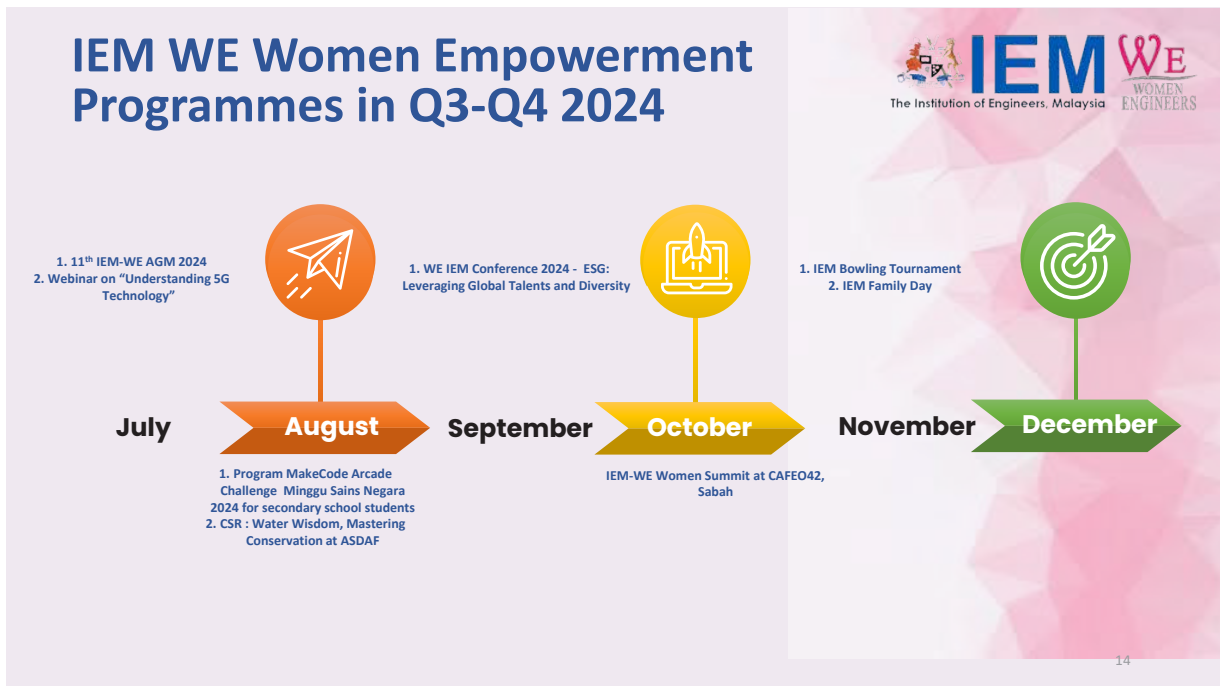 IEM WE Women Empowerment
Programmes in Q3-Q4 2024
IEM
The Institution of Engineers, Malaysia
WE
WOMEN
ENGINEERS
1. 11th IEM-WE AGM 2024
2. Webinar on “Understanding 5G
Technology”
1. WE IEM Conference 2024 - ESG:
Leveraging Global Talents and Diversity
1. IEM Bowling Tournament
2. IEM Family Day
July
August
September
October
November
December
1. Program MakeCode Arcade
Challenge Minggu Sains Negara
2024 for secondary school students
2. CSR : Water Wisdom, Mastering
Conservation at ASDAF
IEM-WE Women Summit at CAFEO42,
Sabah
14